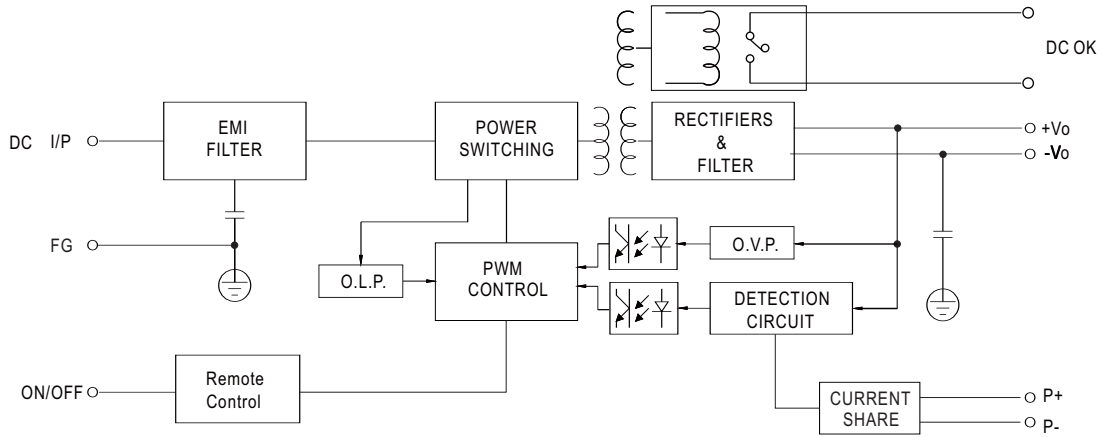 DC OK
DC I/P
EMI
FILTER
POWER
SWITCHING
RECTIFIERS
&
FILTER
+Vo
-Vo
FG
O.L.P.
PWM
CONTROL
O.V.P.
DETECTION
CIRCUIT
ON/OFF
Remote
Control
CURRENT
SHARE
P+
P-